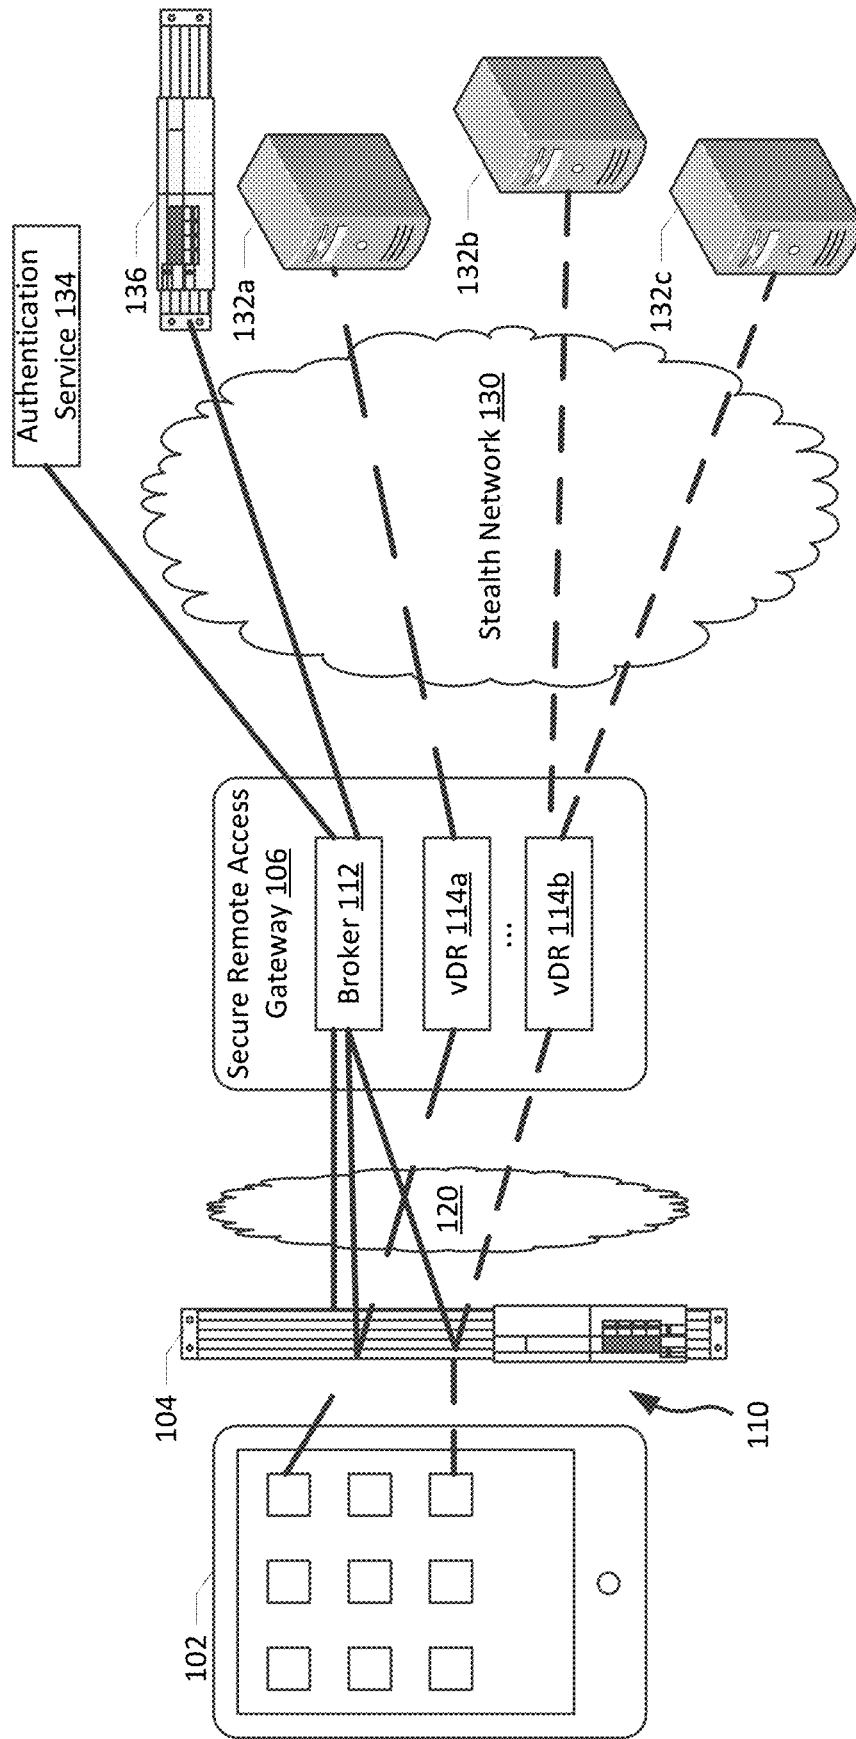 102
104
110
120
Secure Remote Access
Gateway 106
Broker 112
vDR 114a
...
vDR 114b
Stealth Network 130
Authentication
Service 134
136
132a
132b
132c